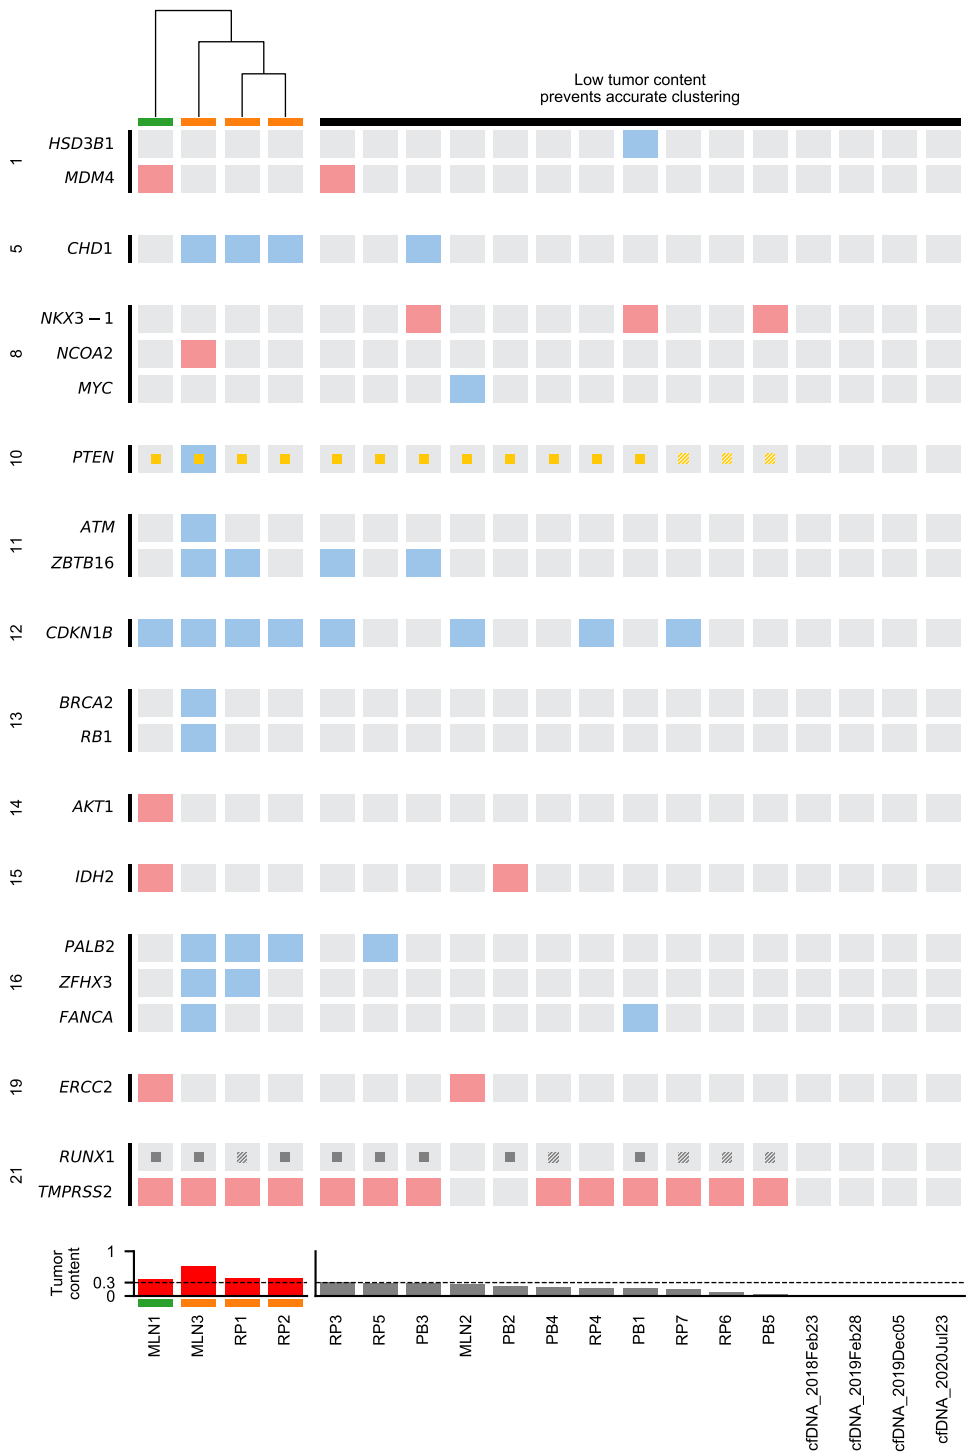 Low tumor content
prevents accurate clustering
1
HSD3B1
MDM4
5
CHD1
8
NKX3 − 1
NCOA2
MYC
10
PTEN
11
ATM
ZBTB16
12
CDKN1B
13
BRCA2
RB1
14
AKT1
15
IDH2
16
PALB2
ZFHX3
FANCA
19
ERCC2
21
RUNX1
TMPRSS2
Tumor
content
1
0.3
0
MLN1
MLN3
RP1
RP2
RP3
RP5
PB3
MLN2
PB2
PB4
RP4
PB1
RP7
RP6
PB5
cfDNA_2018Feb23
cfDNA_2019Feb28
cfDNA_2019Dec05
cfDNA_2020Jul23